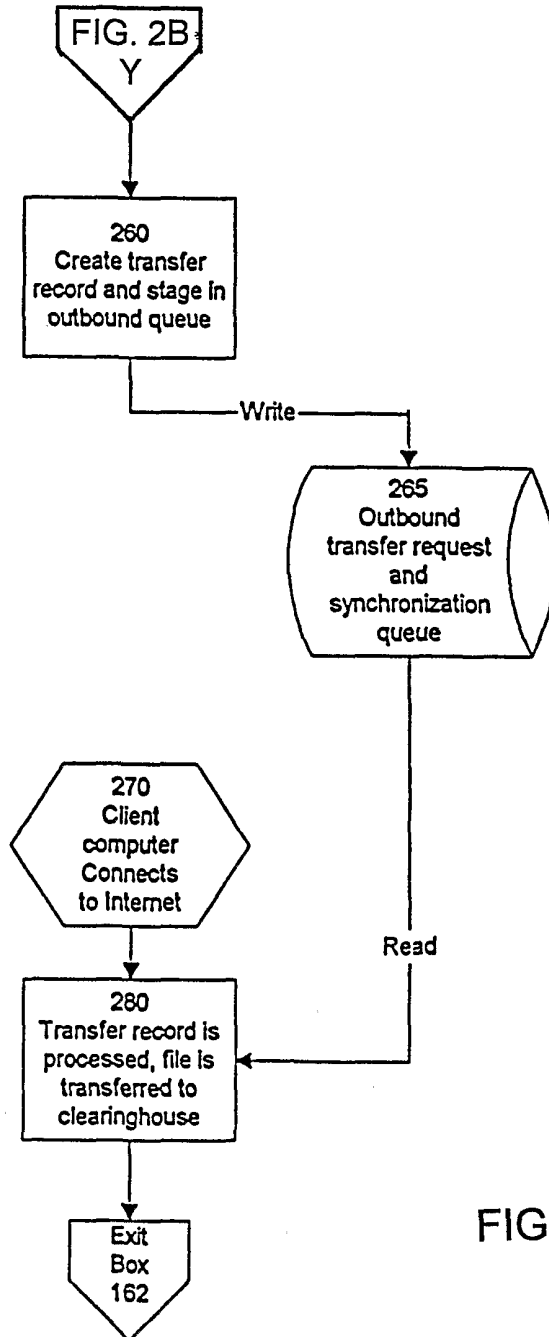 FIG. 2B
Y
260
Create transfer
record and stage in
outbound queue
Write
265
Outbound
transfer request
and
synchronization
queue
270
Client
computer
Connects
to Internet
Read
280
Transfer record is
processed, file is
transferred to
clearinghouse
Exit
Box
162
FIG